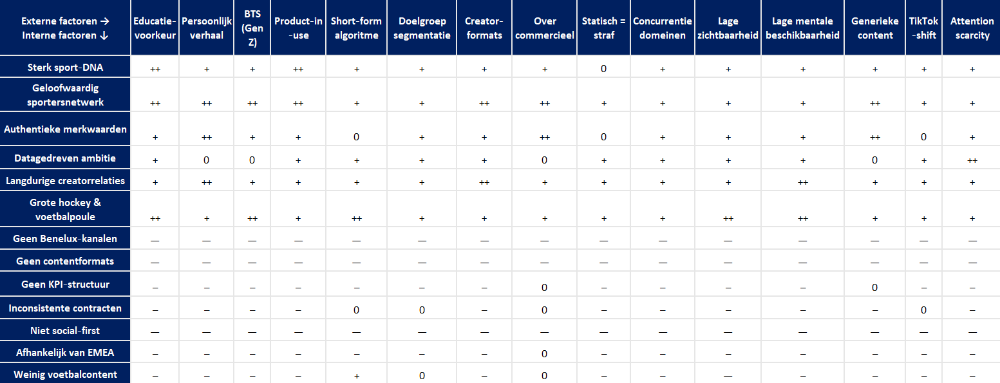 Externe factoren → Interne factoren ↓ | Educatie-voorkeur | Persoonlijk verhaal | BTS (Gen Z) | Product-in-use | Short-form algoritme | Doelgroep segmentatie | Creator-formats | Over commercieel | Statisch = straf | Concurrentie domeinen | Lage zichtbaarheid | Lage mentale beschikbaarheid | Generieke content | TikTok-shift | Attention scarcity
Sterk sport-DNA | ++ | + | + | ++ | + | + | + | + | 0 | + | + | + | + | + | +
Geloofwaardig sportersnetwerk | ++ | ++ | ++ | ++ | + | + | ++ | ++ | + | + | + | + | ++ | + | +
Authentieke merkwaarden | + | ++ | + | + | 0 | + | + | ++ | 0 | + | + | + | ++ | 0 | +
Datagedreven ambitie | + | 0 | 0 | + | + | + | + | 0 | + | + | + | + | 0 | + | ++
Langdurige creatorrelaties | + | ++ | + | + | + | + | ++ | + | + | + | + | ++ | + | + | +
Grote hockey & voetbalpoule | ++ | + | ++ | + | ++ | + | + | + | + | + | ++ | ++ | + | + | +
Geen Benelux-kanalen | — | — | — | — | — | — | — | — | — | — | — | — | — | — | —
Geen contentformats | — | — | — | — | — | — | — | — | — | — | — | — | — | — | —
Geen KPI-structuur | – | – | – | – | – | – | – | 0 | – | – | – | – | 0 | – | –
Inconsistente contracten | – | – | – | – | 0 | 0 | – | 0 | – | – | – | – | – | 0 | –
Niet social-first | — | — | — | — | — | — | — | — | — | — | — | — | — | — | —
Afhankelijk van EMEA | – | – | – | – | – | – | – | 0 | – | – | – | – | – | – | –
Weinig voetbalcontent | – | – | – | – | + | 0 | – | 0 | – | – | — | – | – | – | –